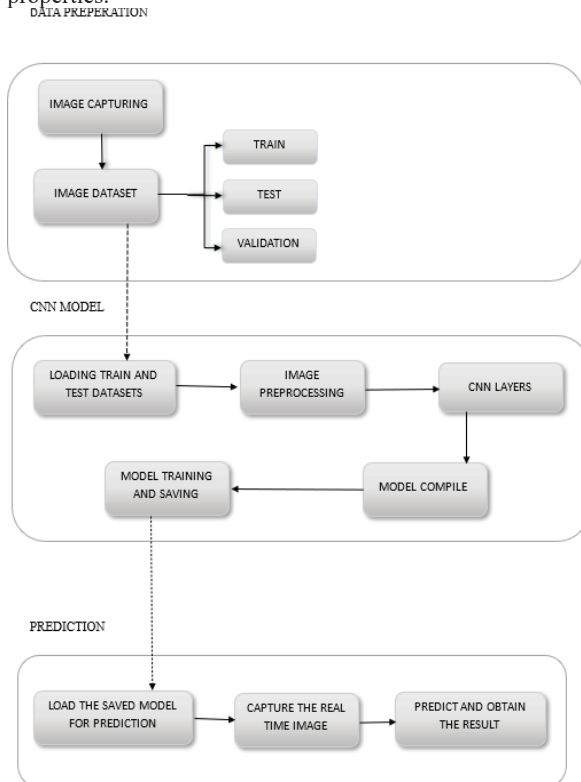 properties.
DATA PREPERATION
IMAGE CAPTURING
IMAGE DATASET
TRAIN
TEST
VALIDATION
CNN MODEL
LOADING TRAIN AND
TEST DATASETS
IMAGE
PREPROCESSING
CNN LAYERS
MODEL TRAINING
AND SAVING
MODEL COMPILE
PREDICTION
LOAD THE SAVED MODEL
FOR PREDICTION
CAPTURE THE REAL
TIME IMAGE
PREDICT AND OBTAIN
THE RESULT